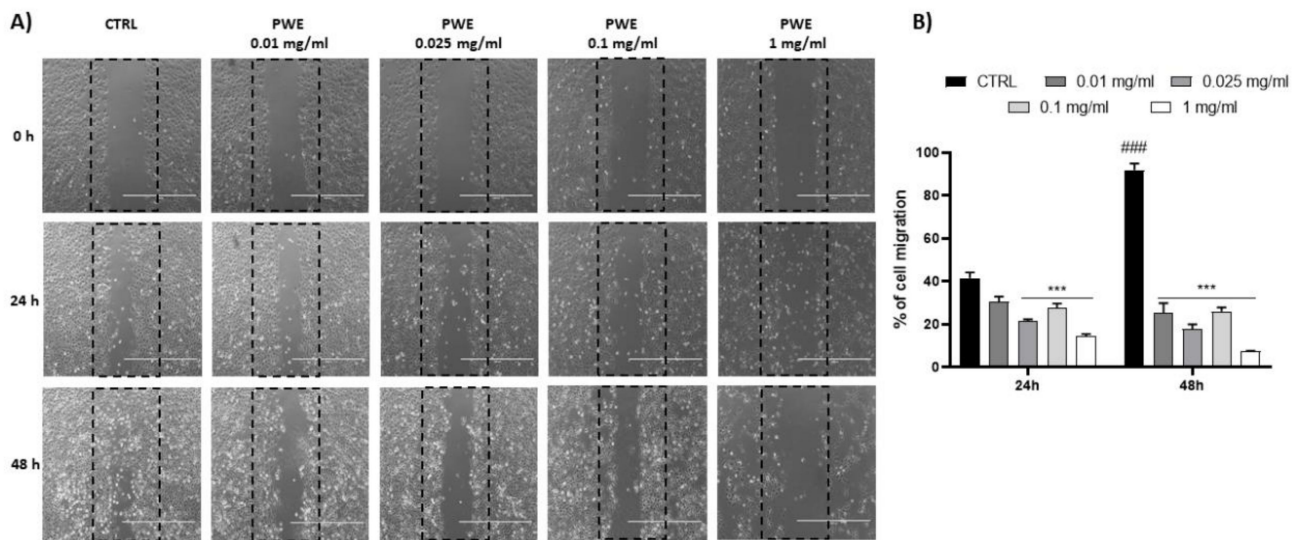 A)
CTRL
PWE
0.01 mg/ml
PWE
0.025 mg/ml
PWE
0.1 mg/ml
PWE
1 mg/ml
0 h
24 h
48 h
B)
CTRL 0.01 mg/ml 0.025 mg/ml
0.1 mg/ml 1 mg/ml
% of cell migration
100
80
60
40
20
0
###
***
***
24h 48h